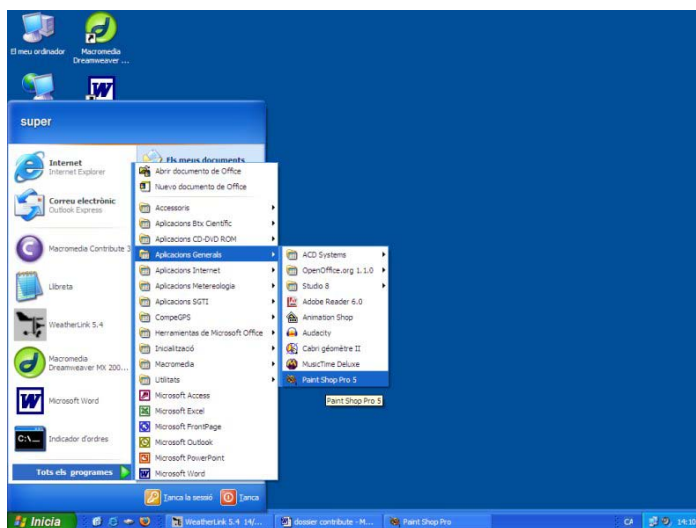 El meu ordinador
Macromedia
Dreamweaver ...
super
Internet
Internet Explorer
Correu electrònic
Outlook Express
Macromedia Contribute 3
Llibreta
WeatherLink 5.4
Macromedia
Dreamweaver MX 200...
Microsoft Word
Indicador d'ordres
Tots els programes
Els meus documents
Abrir documento de Office
Nuevo documento de Office
Accessoris
Aplicacions Btx Científic
Aplicacions CD-DVD ROM
Aplicacions Generals
Aplicacions Internet
Aplicacions Metereologia
Aplicacions SGTI
CompeGPS
Herramientas de Microsoft Office
Inicialització
Macromedia
Utilitats
Microsoft Access
Microsoft Excel
Microsoft FrontPage
Microsoft Outlook
Microsoft PowerPoint
Microsoft Word
ACD Systems
OpenOffice.org 1.1.0
Studio 8
Adobe Reader 6.0
Animation Shop
Audacity
Cabri géomètre II
MusicTime Deluxe
Paint Shop Pro 5
Paint Shop Pro 5
Tanca la sessió
Tanca
Inicia
WeatherLink 5.4 14/...
dossier contribute - M...
Paint Shop Pro
CA
14:10